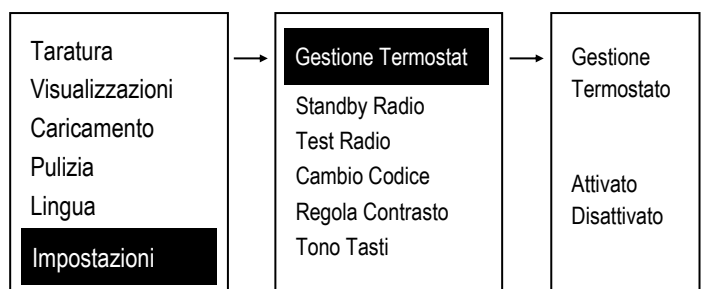 Taratura
Visualizzazioni
Caricamento
Pulizia
Lingua
Impostazioni
Gestione Termostat
Standby Radio
Test Radio
Cambio Codice
Regola Contrasto
Tono Tasti
Gestione
Termostato
Attivato
Disattivato